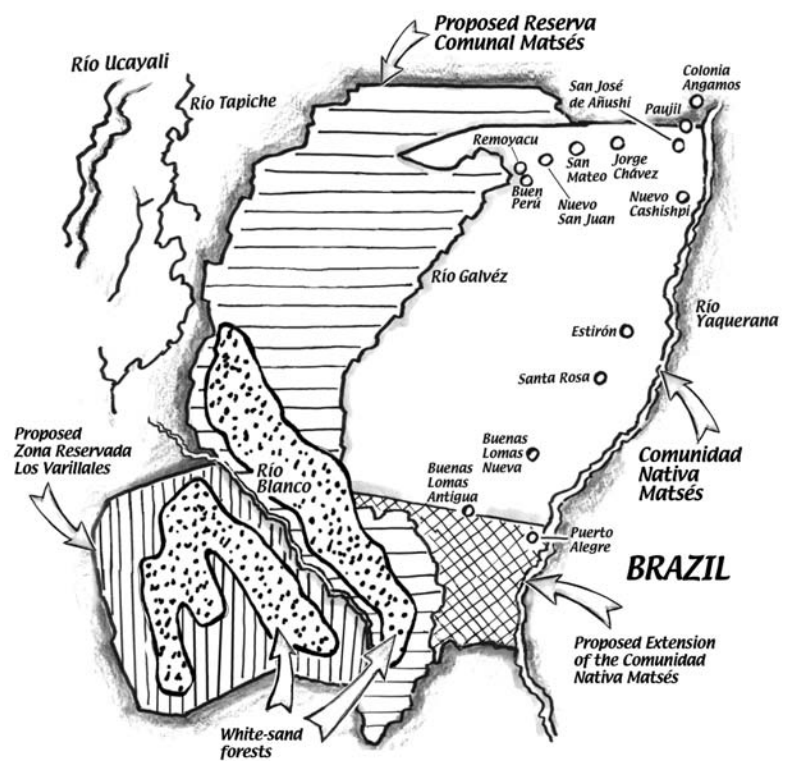 Proposed Reserva
Comunal Matsés
Río Ucayali
Río Tapiche
Colonia
Angamos
San José
de Añushi
Paujil
Remoyacu
San
Mateo
Jorge
Chávez
Buen
Perú
Nuevo
San Juan
Nuevo
Cashishpi
Río Galvéz
Río
Yaquerana
Estirón
Santa Rosa
Proposed
Zona Reservada
Los Varillales
Buenas
Lomas
Nueva
Comunidad
Nativa
Matsés
Río
Blanco
Buenas
Lomas
Antigua
Puerto
Alegre
BRAZIL
Proposed Extension
of the Comunidad
Nativa Matsés
White-sand
forests